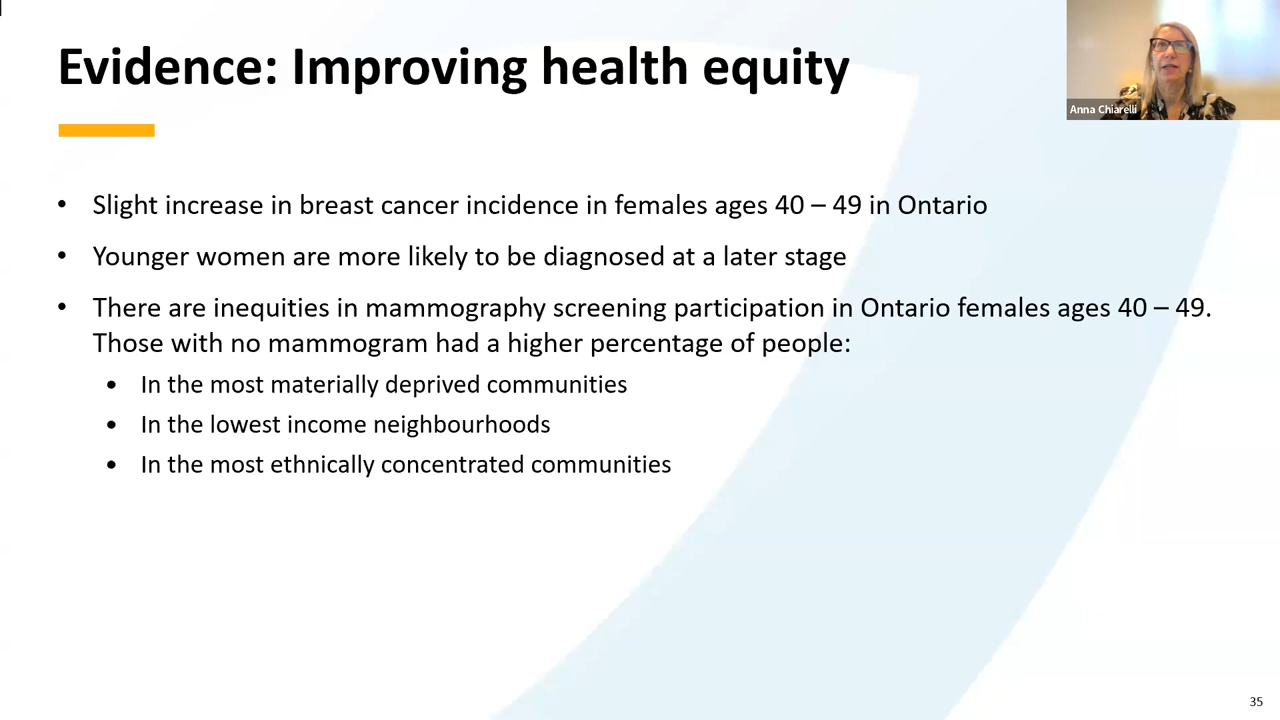 Evidence: Improving health equity
Anna Chiarelli
• Slight increase in breast cancer incidence in females ages 40 – 49 in Ontario
• Younger women are more likely to be diagnosed at a later stage
• There are inequities in mammography screening participation in Ontario females ages 40 – 49.
Those with no mammogram had a higher percentage of people:
• In the most materially deprived communities
• In the lowest income neighbourhoods
• In the most ethnically concentrated communities
35